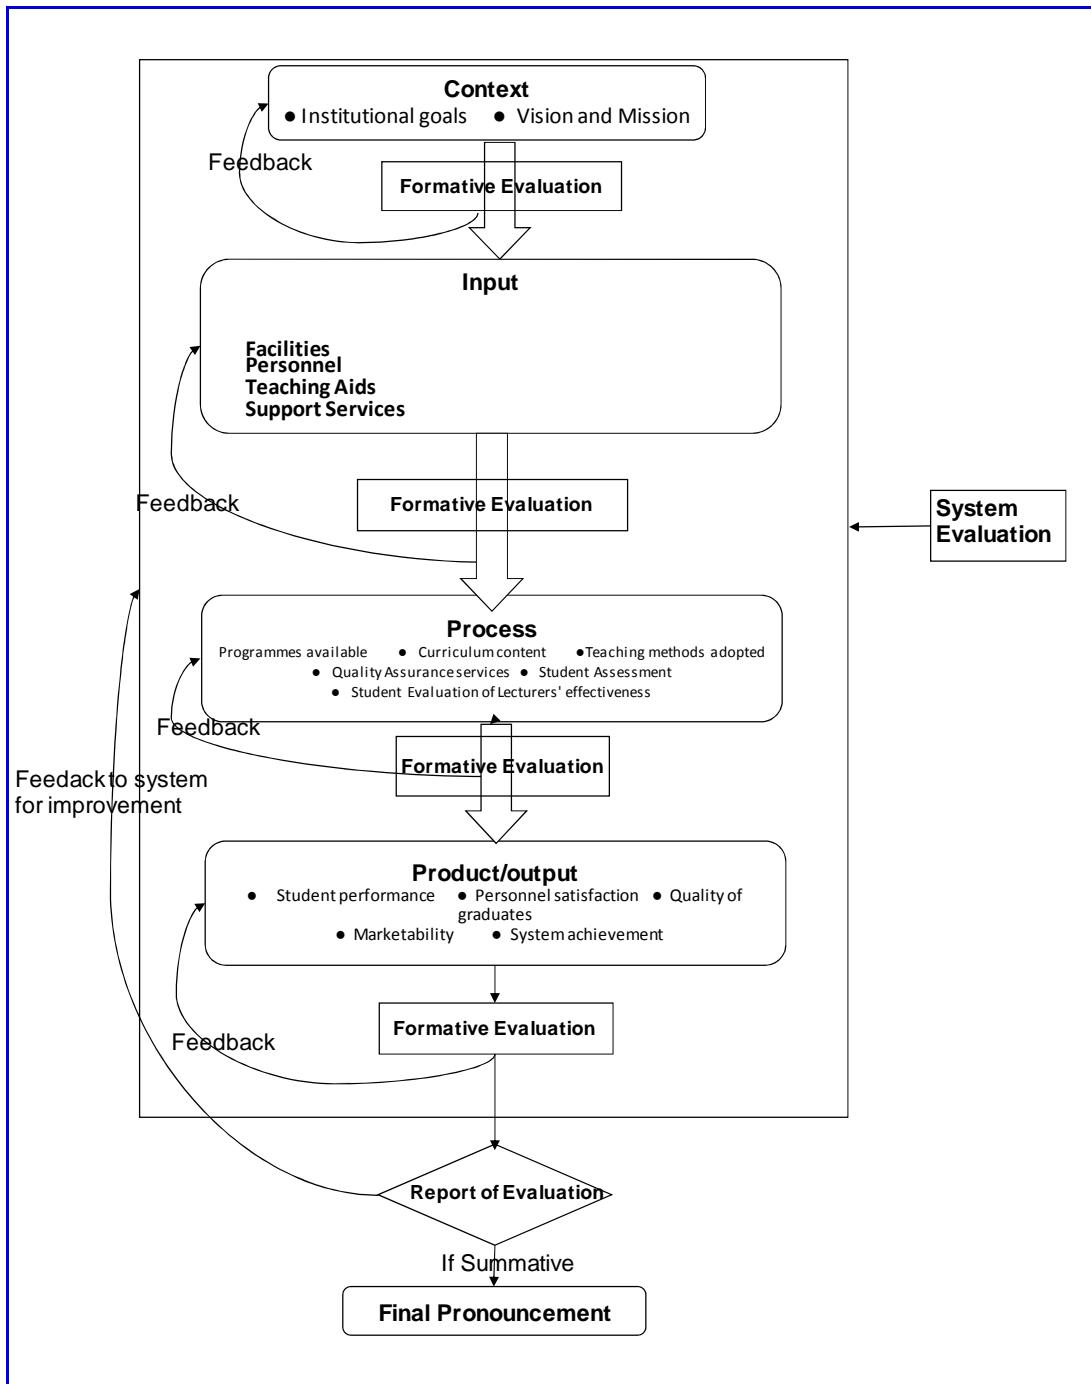 Context
● Institutional goals ● Vision and Mission
Feedback
Formative Evaluation
Input
Facilities
Personnel
Teaching Aids
Support Services
Feedback
Formative Evaluation
System
Evaluation
Process
Programmes available ● Curriculum content ●Teaching methods adopted
● Quality Assurance services ● Student Assessment
● Student Evaluation of Lecturers' effectiveness
Feedback
Formative Evaluation
Feedack to system
for improvement
Product/output
● Student performance ● Personnel satisfaction ● Quality of
graduates
● Marketability ● System achievement
Formative Evaluation
Feedback
Report of Evaluation
If Summative
Final Pronouncement